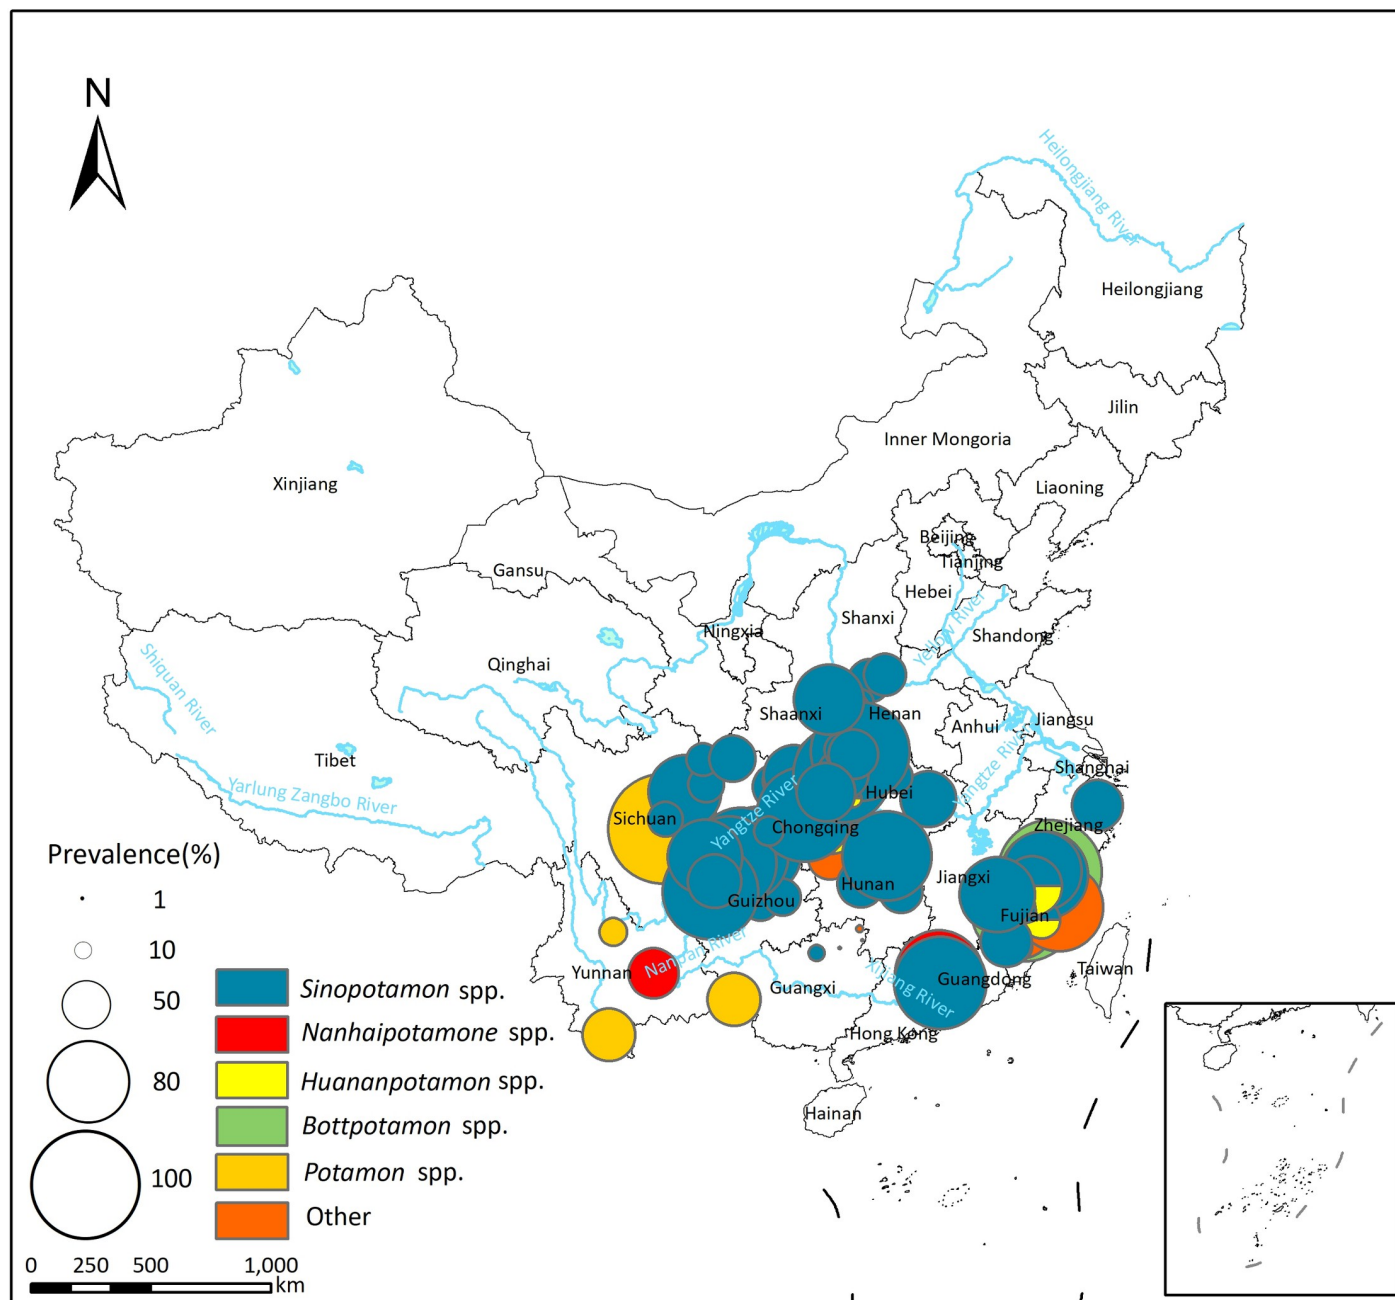 N
Heilongjiang River
Heilongjiang
Jilin
Inner Mongoria
Liaoning
Xinjiang
Beijing
Tianjing
Gansu
Hebei
Yellow River
Shanxi
Ningxia
Shandong
Qinghai
Shiquan River
Shaanxi
Henan
Anhui
Jiangsu
Tibet
Yangtze River
Shanghai
Yarlung Zangbo River
Hubei
Sichuan
Yangtze River
Chongqing
Zhejiang
Jiangxi
Hunan
Guizhou
Fujian
Nanpan River
Yunnan
Guangxi
Xijiang River
Guangdong
Taiwan
Hong Kong
Hainan
Prevalence(%)
1
10
50
80
100
Sinopotamon spp.
Nanhaipotamone spp.
Huananpotamon spp.
Bottpotamon spp.
Potamon spp.
Other
0 250 500 1,000
km